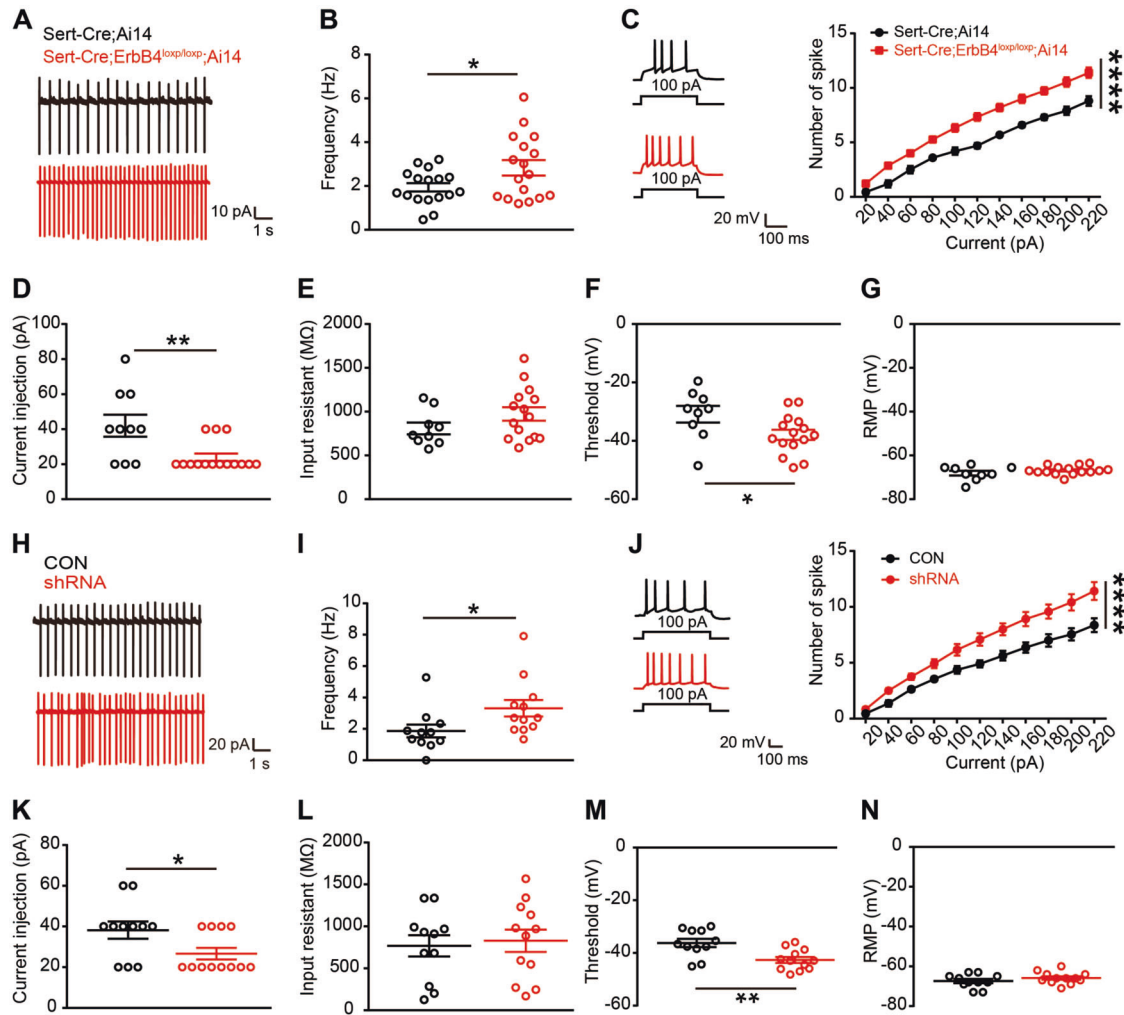 A
Sert-Cre;Ai14
Sert-Cre;ErbB4loxp/loxp;Ai14
10 pA
1 s
B
Frequency (Hz)
8
6
4
2
0
*
C
100 pA
100 pA
20 mV
100 ms
Sert-Cre;Ai14
Sert-Cre;ErbB4loxp/loxp;Ai14
Number of spike
15
10
5
0
20 40 60 80 100 120 140 160 180 200 220
Current (pA)
****
D
Current injection (pA)
100
80
60
40
20
0
**
E
Input resistant (MΩ)
2000
1500
1000
500
0
F
Threshold (mV)
0
-20
-40
-60
*
G
RMP (mV)
0
-20
-40
-60
-80
H
CON
shRNA
20 pA
1 s
I
Frequency (Hz)
10
8
6
4
2
0
*
J
100 pA
100 pA
20 mV
100 ms
CON
shRNA
Number of spike
15
10
5
0
20 40 60 80 100 120 140 160 180 200 220
Current (pA)
****
K
Current injection (pA)
80
60
40
20
0
*
L
Input resistant (MΩ)
2000
1500
1000
500
0
M
Threshold (mV)
0
-20
-40
-60
**
N
RMP (mV)
0
-20
-40
-60
-80